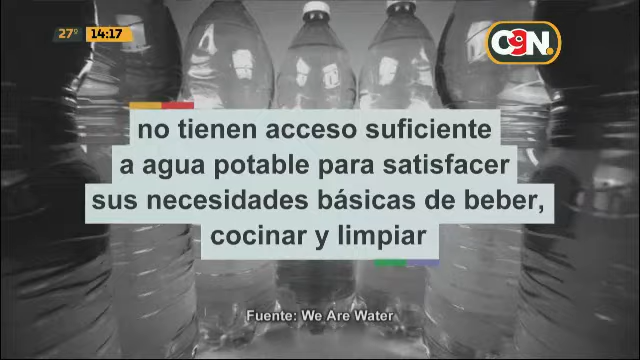 27°
14:17
C9N.
no tienen acceso suficiente
a agua potable para satisfacer
sus necesidades básicas de beber,
cocinar y limpiar
Fuente: We Are Water